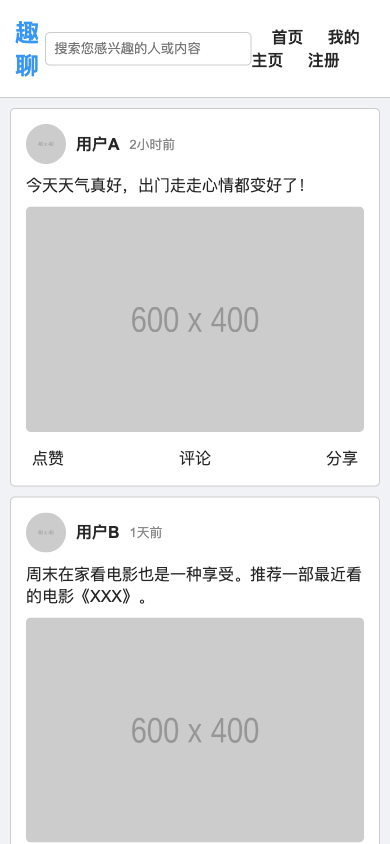 趣
聊
搜索您感兴趣的人或内容
首页 我的
主页 注册
用户A 2小时前
今天天气真好，出门走走心情都变好了！
600 x 400
点赞 评论 分享
用户B 1天前
周末在家看电影也是一种享受。推荐一部最近看
的电影《XXX》。
600 x 400